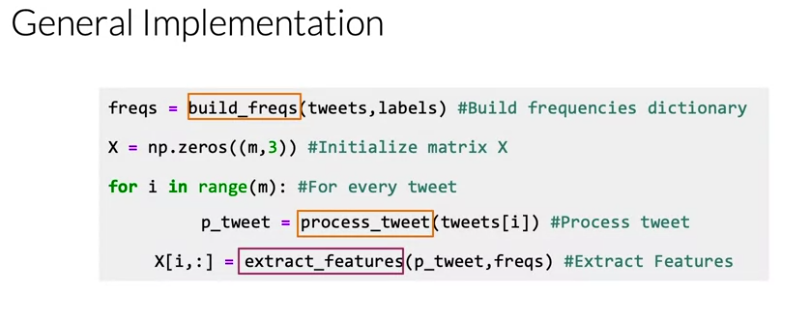 General Implementation
freqs = build_freqs(tweets,labels) #Build frequencies dictionary
X = np.zeros((m,3)) #Initialize matrix X
for i in range(m): #For every tweet
p_tweet = process_tweet(tweets[i]) #Process tweet
X[i,:] = extract_features(p_tweet,freqs) #Extract Features